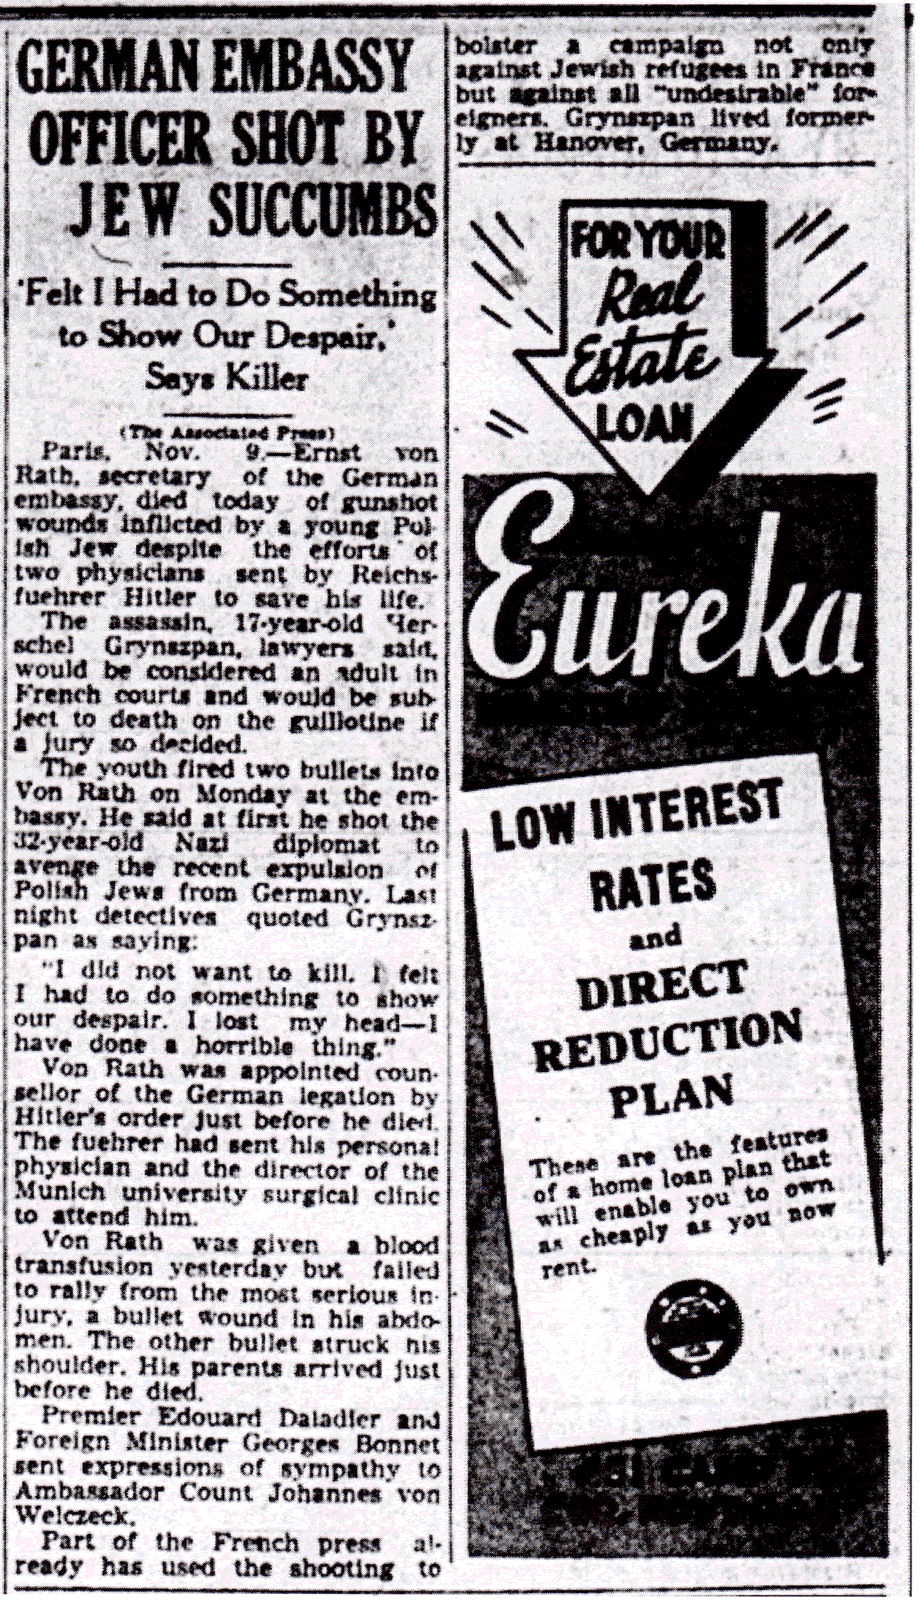 GERMAN EMBASSY
OFFICER SHOT BY
JEW SUCCUMBS
'Felt I Had to Do Something
to Show Our Despair,'
Says Killer
(The Associated Press)
Paris, Nov. 9.—Ernst von
Rath, secretary of the German
embassy, died today of gunshot
wounds inflicted by a young Pol-
ish Jew despite the efforts of
two physicians sent by Reichs-
fuehrer Hitler to save his life.
The assassin, 17-year-old Her-
schel Grynszpan, lawyers said,
would be considered an adult in
French courts and would be sub-
ject to death on the guillotine if
a jury so decided.
The youth fired two bullets into
Von Rath on Monday at the em-
bassy. He said at first he shot the
32-year-old Nazi diplomat to
avenge the recent expulsion of
Polish Jews from Germany. Last
night detectives quoted Grynsz-
pan as saying:
"I did not want to kill. I felt
I had to do something to show
our despair. I lost my head—I
have done a horrible thing."
Von Rath was appointed coun-
sellor of the German legation by
Hitler's order just before he died.
The fuehrer had sent his personal
physician and the director of the
Munich university surgical clinic
to attend him.
Von Rath was given a blood
transfusion yesterday but failed
to rally from the most serious in-
jury, a bullet wound in his abdo-
men. The other bullet struck his
shoulder. His parents arrived just
before he died.
Premier Edouard Daladier and
Foreign Minister Georges Bonnet
sent expressions of sympathy to
Ambassador Count Johannes von
Welczeck.
Part of the French press al-
ready has used the shooting to
bolster a campaign not only
against Jewish refugees in France
but against all "undesirable" for-
eigners. Grynszpan lived former-
ly at Hanover, Germany.
FOR YOUR
Real
Estate
LOAN
Eureka
LOW INTEREST
RATES
and
DIRECT
REDUCTION
PLAN
These are the features
of a home loan plan that
will enable you to own
as cheaply as you now
rent.